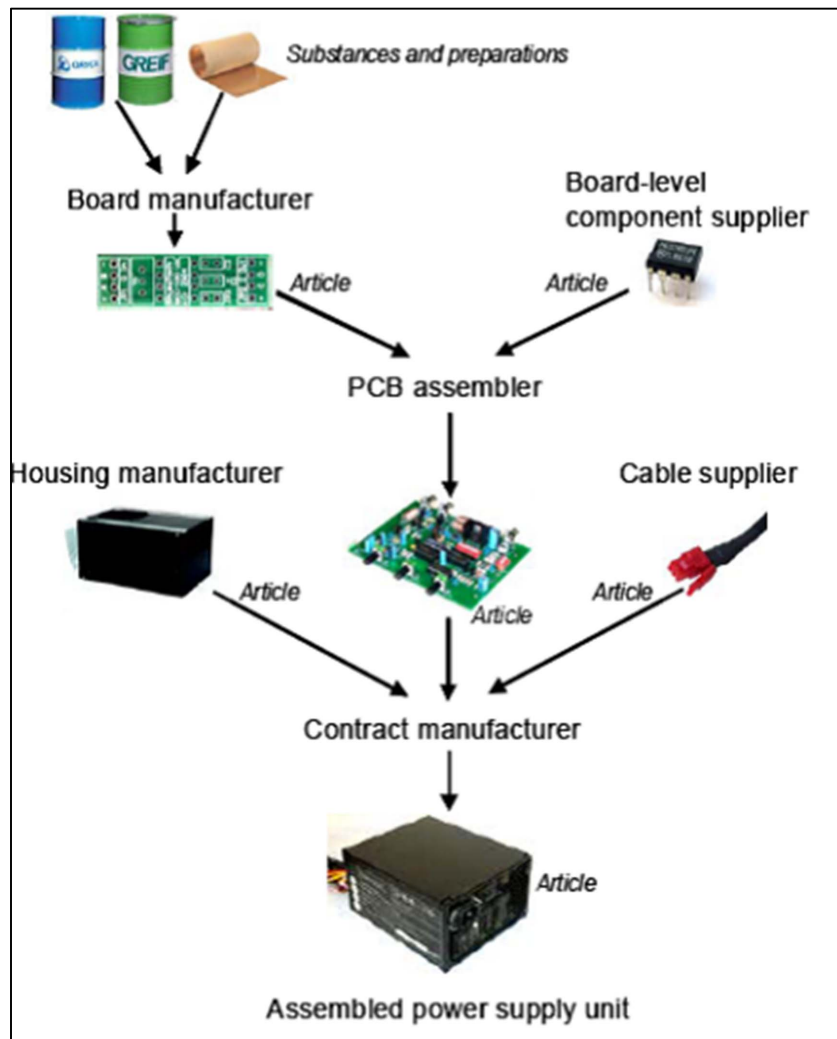 Substances and preparations
GREIF
Board manufacturer
Board-level
component supplier
Article
Article
PCB assembler
Housing manufacturer
Cable supplier
Article
Article
Article
Contract manufacturer
Article
Assembled power supply unit